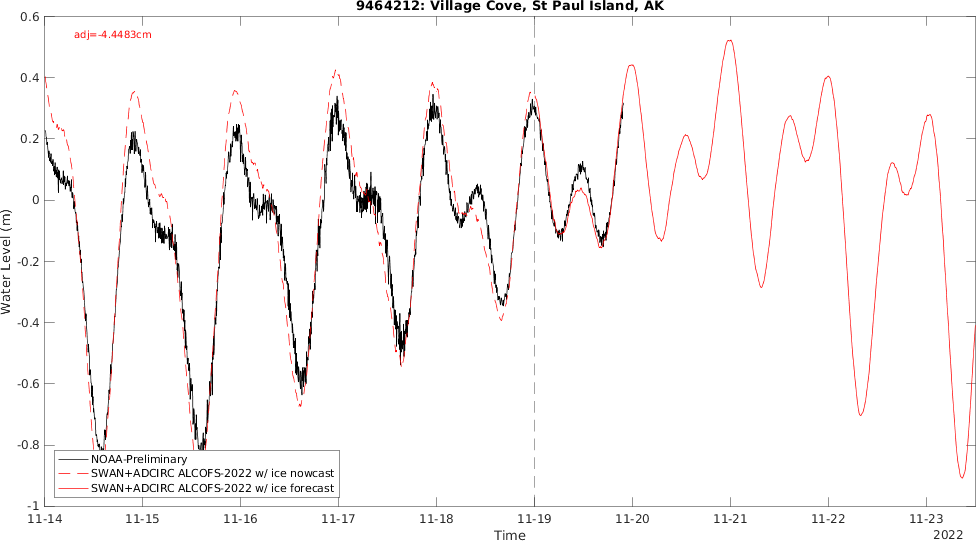 9464212: Village Cove, St Paul Island, AK
adj=-4.4483cm
0.6
0.4
0.2
0
-0.2
-0.4
-0.6
-0.8
-1
Water Level (m)
NOAA-Preliminary
SWAN+ADCIRC ALCOFS-2022 w/ ice nowcast
SWAN+ADCIRC ALCOFS-2022 w/ ice forecast
11-14 11-15 11-16 11-17 11-18 11-19 11-20 11-21 11-22 11-23
Time
2022